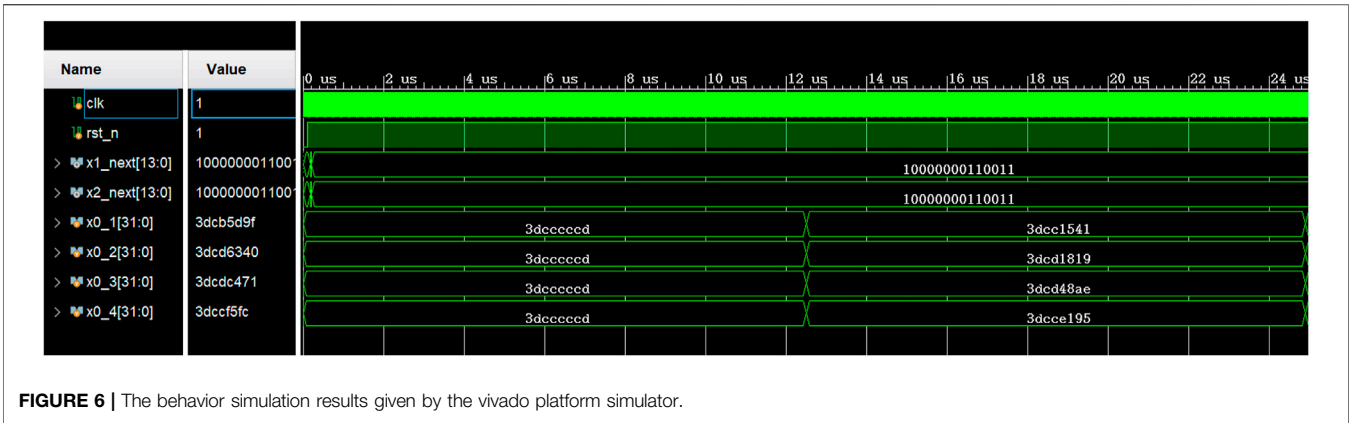 Name Value
0 us 2 us 4 us 6 us 8 us 10 us 12 us 14 us 16 us 18 us 20 us 22 us 24 us
clk 1
rst_n 1
x1_next[13:0] 100000001100 10000000110011
x2_next[13:0] 100000001100 10000000110011
x0_1[31:0] 3dcb5d9f 3dcccccd 3dcc1541
x0_2[31:0] 3dcd6340 3dcccccd 3dcd1819
x0_3[31:0] 3dcdc471 3dcccccd 3dcd48ae
x0_4[31:0] 3dccf5fc 3dcccccd 3dcce195
FIGURE 6 | The behavior simulation results given by the vivado platform simulator.